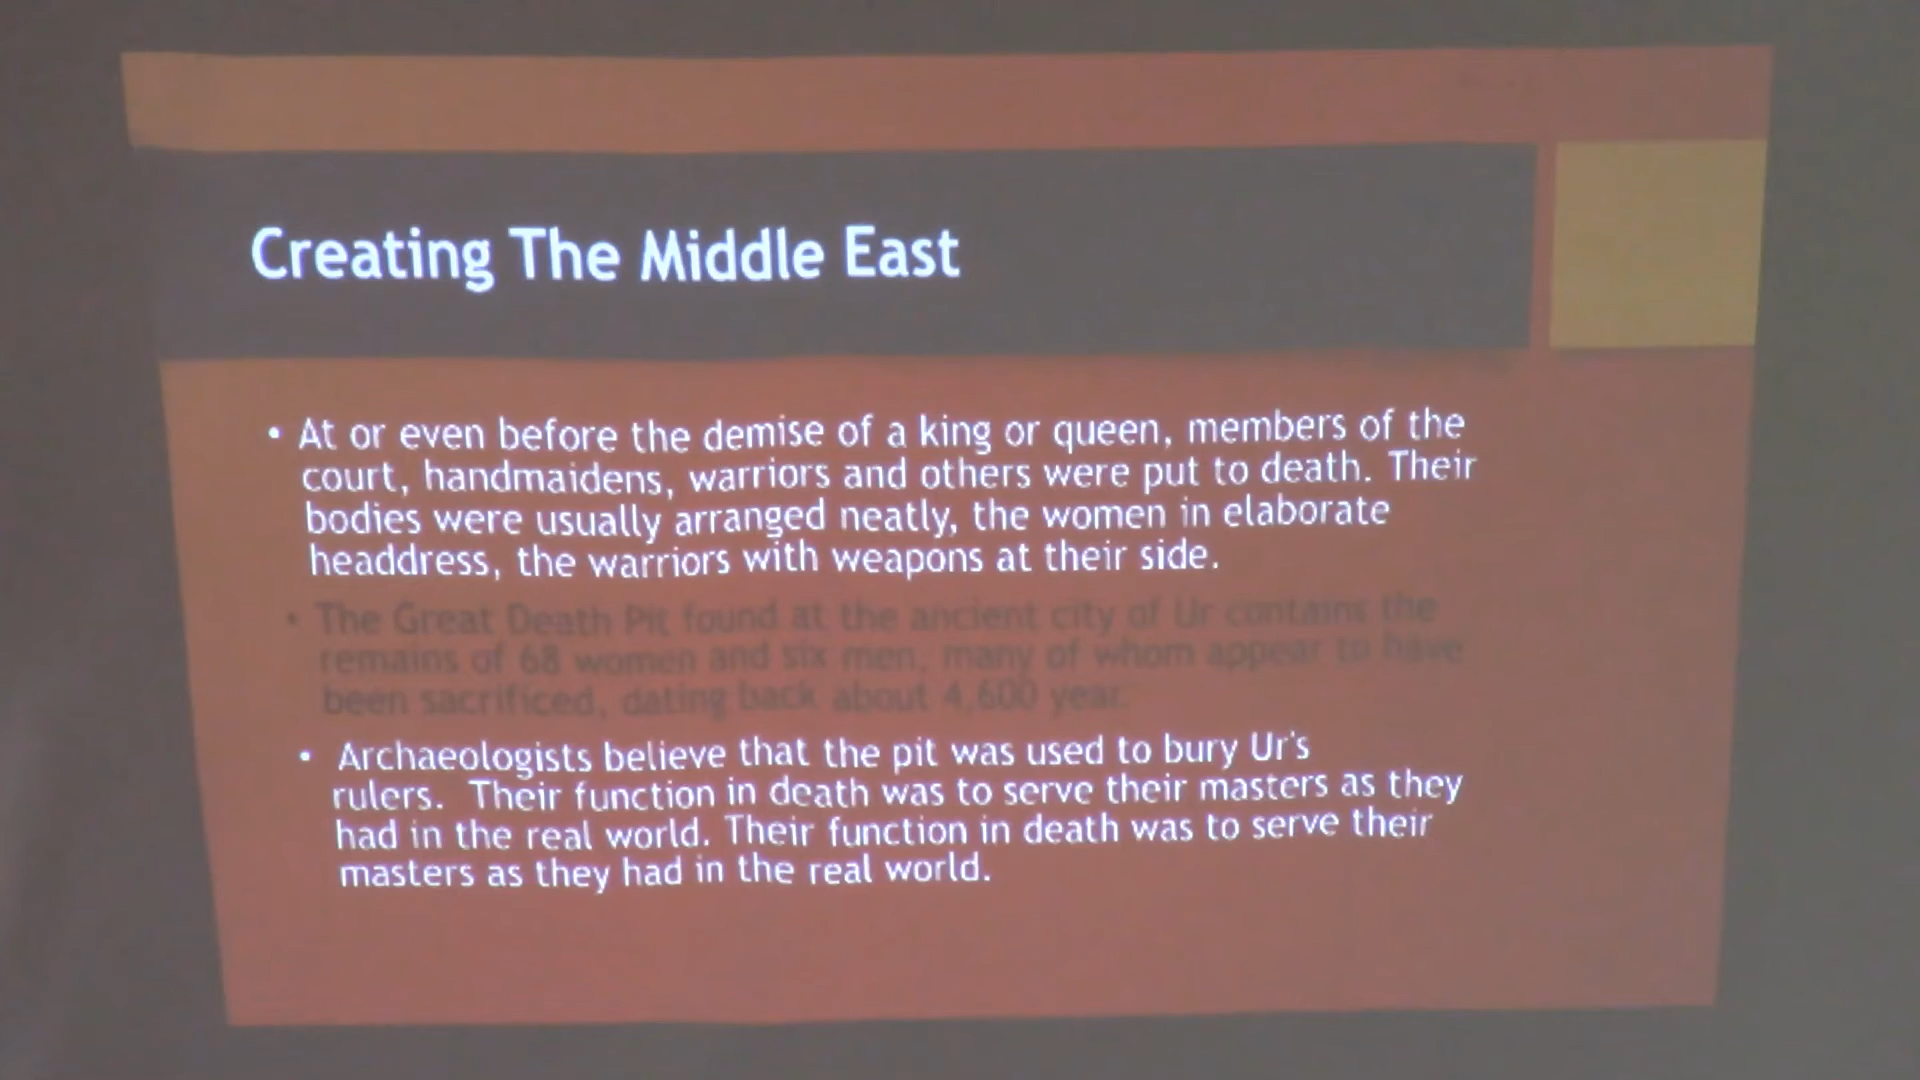 Creating The Middle East
• At or even before the demise of a king or queen, members of the
court, handmaidens, warriors and others were put to death. Their
bodies were usually arranged neatly, the women in elaborate
headdress, the warriors with weapons at their side.
• The Great Death Pit found at the ancient city of Ur contains the
remains of 68 women and six men, many of whom appear to have
been sacrificed, dating back about 4,600 year.
• Archaeologists believe that the pit was used to bury Ur's
rulers. Their function in death was to serve their masters as they
had in the real world. Their function in death was to serve their
masters as they had in the real world.